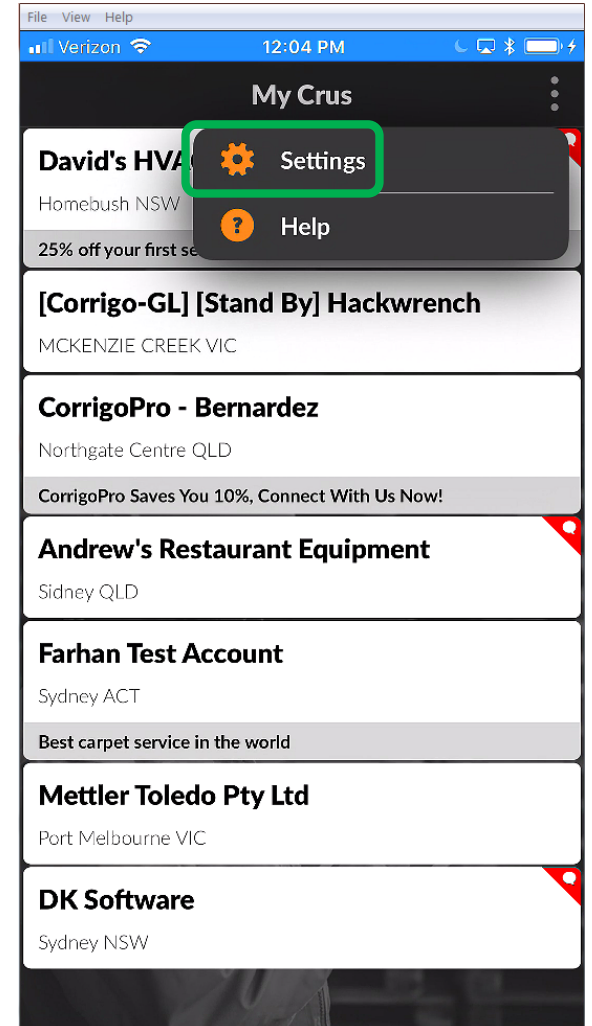 File View Help
Verizon 12:04 PM
My Crus
David's HVA
Settings
Homebush NSW
? Help
25% off your first se
[Corrigo-GL] [Stand By] Hackwrench
MCKENZIE CREEK VIC
CorrigoPro - Bernardez
Northgate Centre QLD
CorrigoPro Saves You 10%, Connect With Us Now!
Andrew's Restaurant Equipment
Sidney QLD
Farhan Test Account
Sydney ACT
Best carpet service in the world
Mettler Toledo Pty Ltd
Port Melbourne VIC
DK Software
Sydney NSW